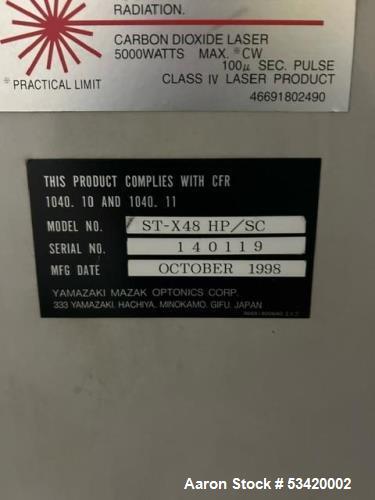 RADIATION.
CARBON DIOXIDE LASER
5000WATTS MAX. *CW
100μ SEC. PULSE
*PRACTICAL LIMIT
CLASS IV LASER PRODUCT
46691802490
THIS PRODUCT COMPLIES WITH CFR
1040. 10 AND 1040. 11
MODEL NO. ST-X48 HP/SC
SERIAL NO. 140119
MFG DATE OCTOBER 1998
YAMAZAKI MAZAK OPTONICS CORP.
333 YAMAZAKI, HACHIYA, MINOKAMO, GIFU, JAPAN
Aaron Stock # 53420002